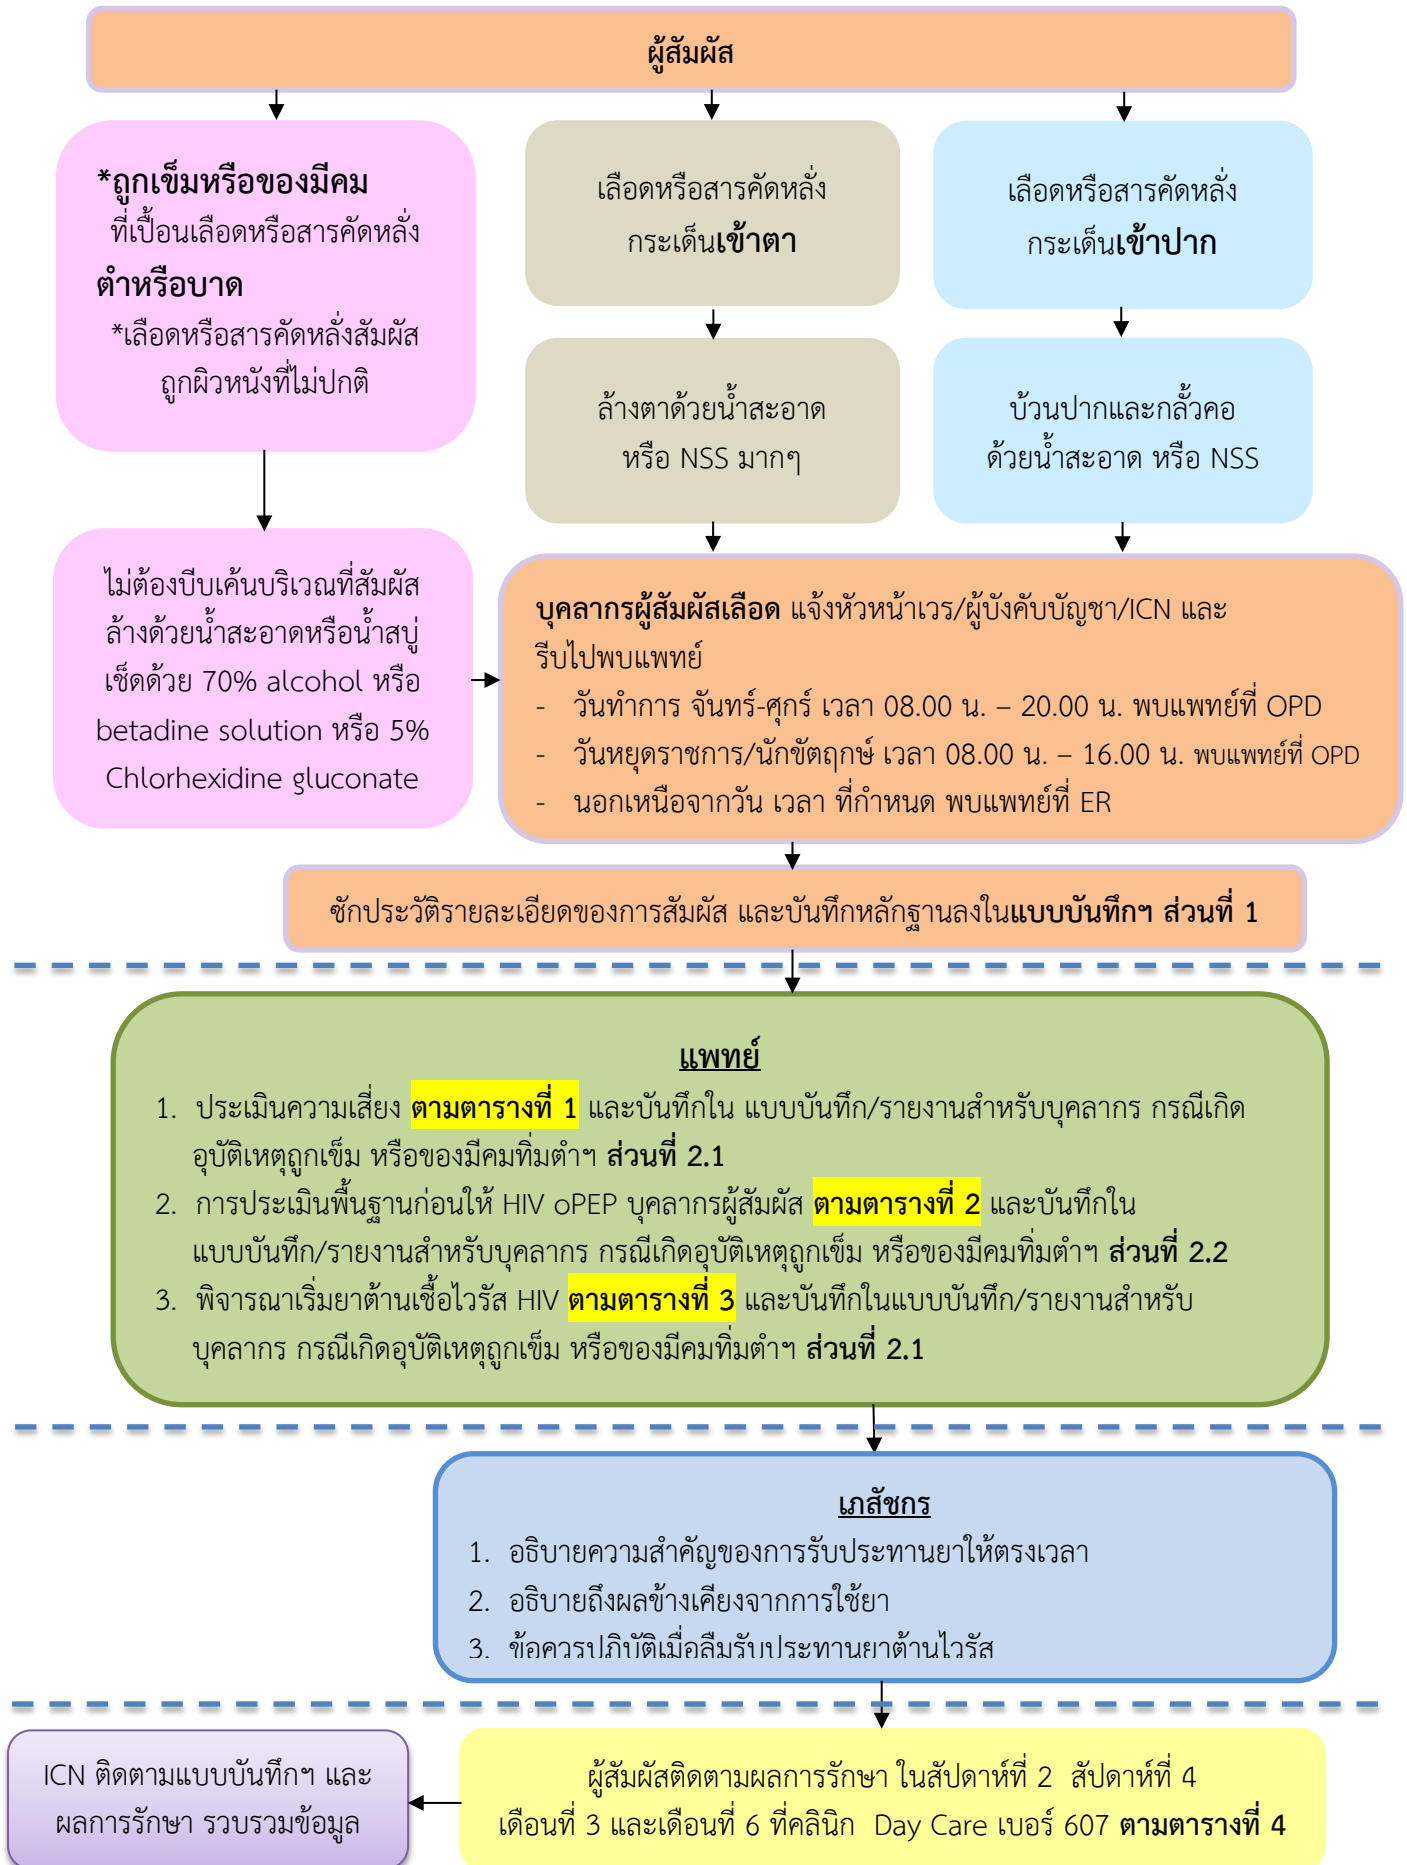 ผู้สัมผัส
*ถูกเข็มหรือของมีคม
ที่เปื้อนเลือดหรือสารคัดหลั่ง
ตำหรือบาด
*เลือดหรือสารคัดหลั่งสัมผัส
ถูกผิวหนังที่ไม่ปกติ
เลือดหรือสารคัดหลั่ง
กระเด็นเข้าตา
เลือดหรือสารคัดหลั่ง
กระเด็นเข้าปาก
ล้างตาด้วยน้ำสะอาด
หรือ NSS มากๆ
บ้วนปากและกลั้วคอ
ด้วยน้ำสะอาด หรือ NSS
ไม่ต้องบีบเค้นบริเวณที่สัมผัส
ล้างด้วยน้ำสะอาดหรือน้ำสบู่
เช็ดด้วย 70% alcohol หรือ
betadine solution หรือ 5%
Chlorhexidine gluconate
บุคลากรผู้สัมผัสเลือด แจ้งหัวหน้าเวร/ผู้บังคับบัญชา/ICN และ
รีบไปพบแพทย์
- วันทำการ จันทร์-ศุกร์ เวลา 08.00 น. – 20.00 น. พบแพทย์ที่ OPD
- วันหยุดราชการ/นักขัตฤกษ์ เวลา 08.00 น. – 16.00 น. พบแพทย์ที่ OPD
- นอกเหนือจากวัน เวลา ที่กำหนด พบแพทย์ที่ ER
ซักประวัติรายละเอียดของการสัมผัส และบันทึกหลักฐานลงในแบบบันทึกฯ ส่วนที่ 1
แพทย์
1. ประเมินความเสี่ยง ตามตารางที่ 1 และบันทึกใน แบบบันทึก/รายงานสำหรับบุคลากร กรณีเกิด
อุบัติเหตุถูกเข็ม หรือของมีคมทิ่มตำฯ ส่วนที่ 2.1
2. การประเมินพื้นฐานก่อนให้ HIV oPEP บุคลากรผู้สัมผัส ตามตารางที่ 2 และบันทึกใน
แบบบันทึก/รายงานสำหรับบุคลากร กรณีเกิดอุบัติเหตุถูกเข็ม หรือของมีคมทิ่มตำฯ ส่วนที่ 2.2
3. พิจารณาเริ่มยาต้านเชื้อไวรัส HIV ตามตารางที่ 3 และบันทึกในแบบบันทึก/รายงานสำหรับ
บุคลากร กรณีเกิดอุบัติเหตุถูกเข็ม หรือของมีคมทิ่มตำฯ ส่วนที่ 2.1
เภสัชกร
1. อธิบายความสำคัญของการรับประทานยาให้ตรงเวลา
2. อธิบายถึงผลข้างเคียงจากการใช้ยา
3. ข้อควรปฏิบัติเมื่อลืมรับประทานยาต้านไวรัส
ICN ติดตามแบบบันทึกฯ และ
ผลการรักษา รวบรวมข้อมูล
ผู้สัมผัสติดตามผลการรักษา ในสัปดาห์ที่ 2 สัปดาห์ที่ 4
เดือนที่ 3 และเดือนที่ 6 ที่คลินิก Day Care เบอร์ 607 ตามตารางที่ 4